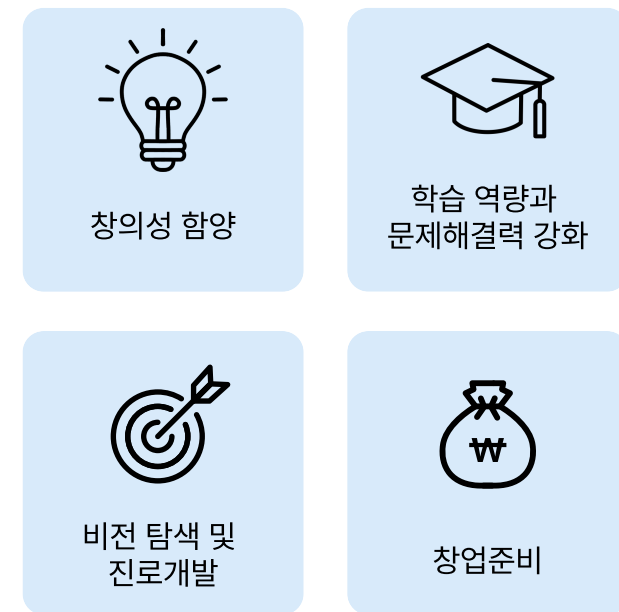 창의성 함양
학습 역량과
문제해결력 강화
비전 탐색 및
진로개발
₩
창업준비